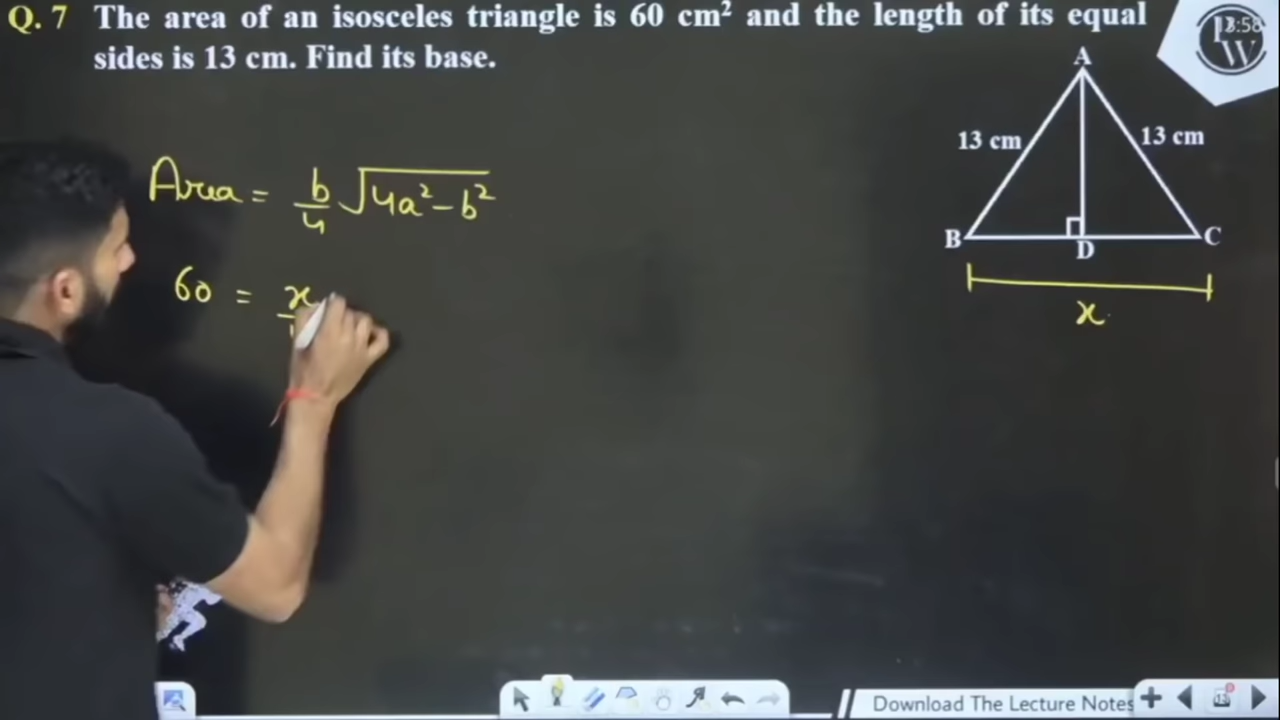 Q. 7 The area of an isosceles triangle is 60 cm² and the length of its equal
sides is 13 cm. Find its base.
Area = b/4 √(4a² - b²)
60 = x
A
13 cm
13 cm
B
D
C
x
Download The Lecture Notes